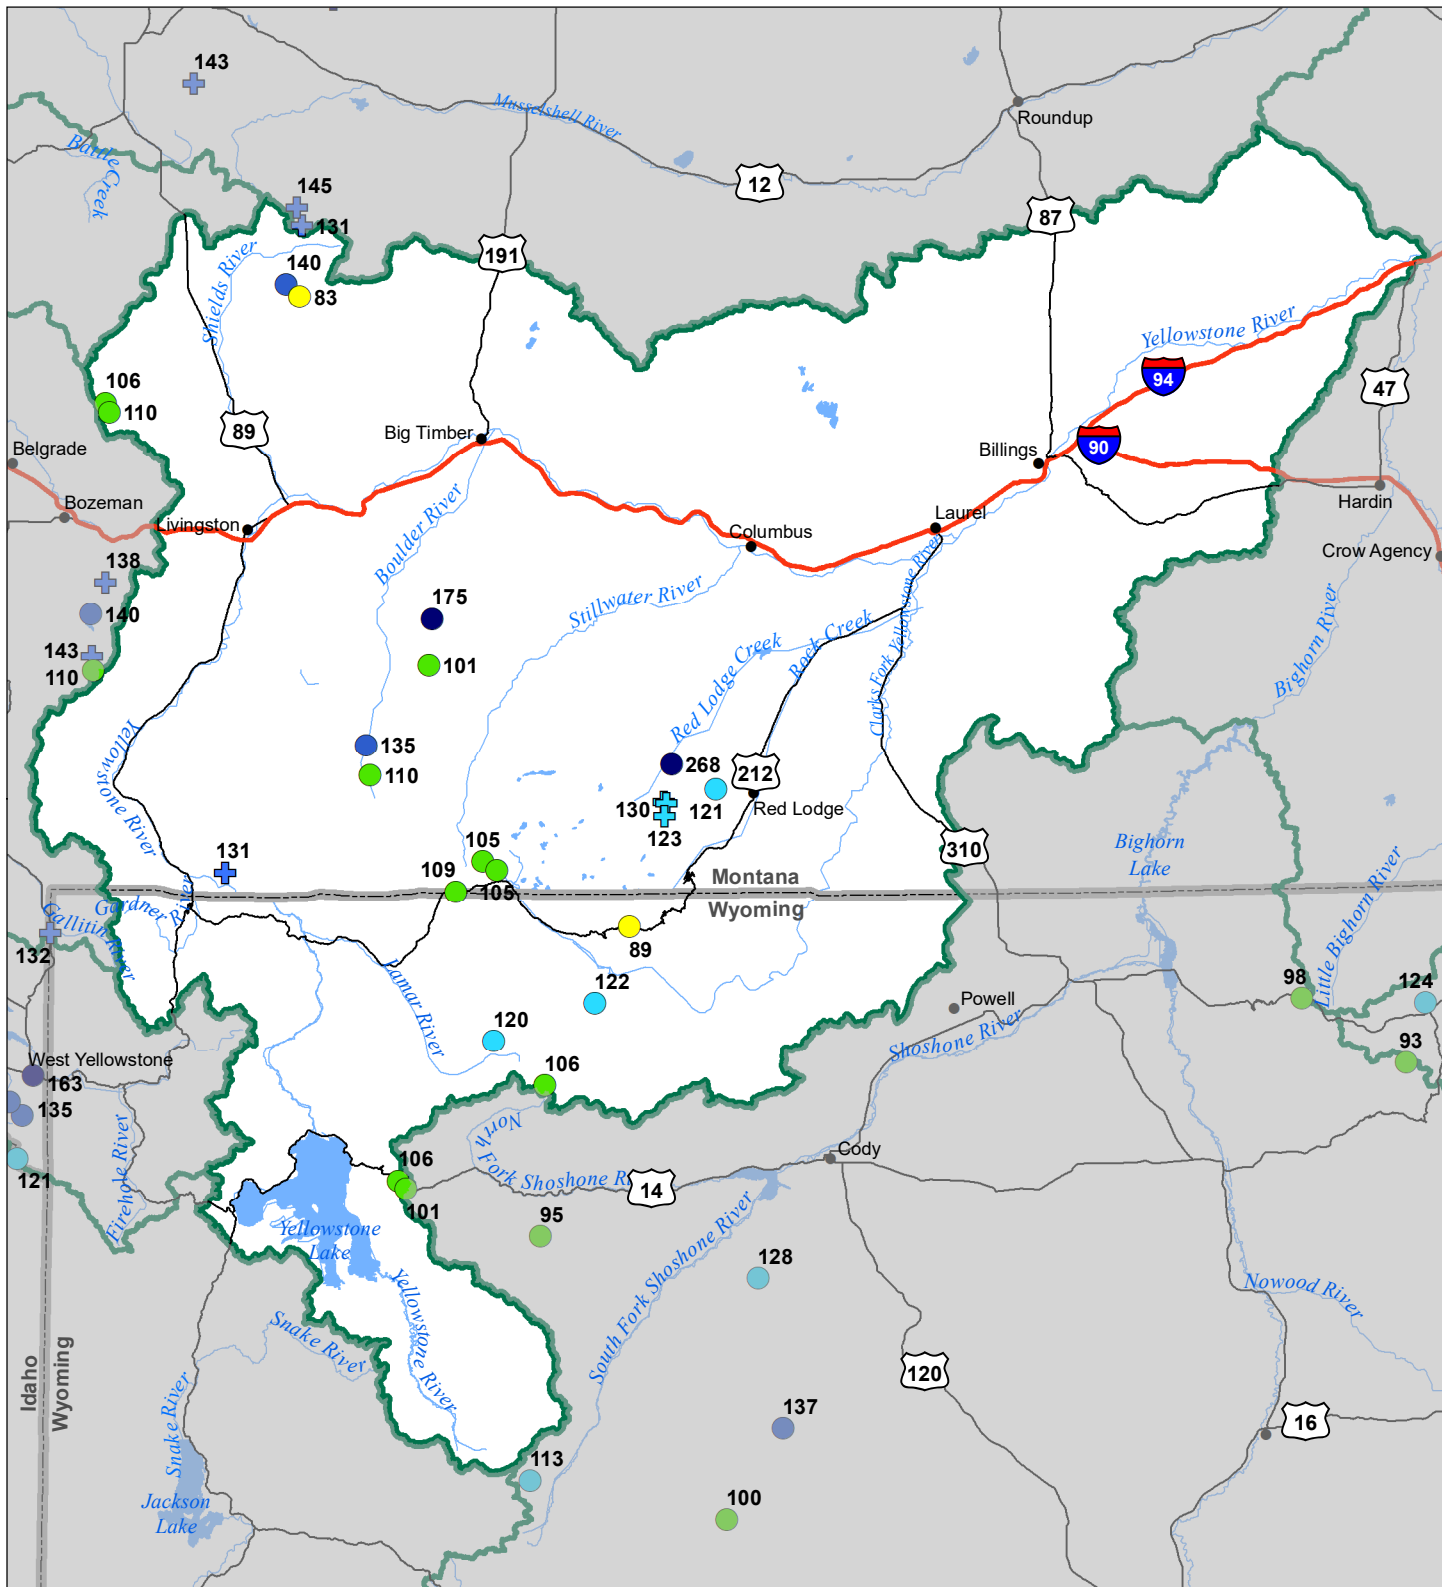 143
Musselshell River
Roundup
Battle Creek
12
145
131
87
191
140
83
Shields River
Yellowstone River
94
47
106
110
89
Big Timber
Belgrade
90
Billings
Bozeman
Hardin
Livingston
Laurel
Columbus
Crow Agency
Boulder River
138
140
Stillwater River
175
Clarks Fork Yellowstone River
Rock Creek
Red Lodge Creek
Bighorn River
143
110
101
Yellowstone River
135
110
268
212
121
130
123
Red Lodge
310
Bighorn
Lake
131
105
109
105
Montana
Wyoming
Gardner River
Gallitin River
132
89
Little Bighorn River
Lamar River
122
98
124
Powell
120
Shoshone River
93
West Yellowstone
163
135
106
North
Fork Shoshone R
Cody
121
Firehole River
106
14
101
95
Yellowstone
Lake
128
South Fork Shoshone River
Yellowstone River
Nowood River
Snake River
Idaho
Wyoming
120
Snake River
137
16
113
Jackson
Lake
100